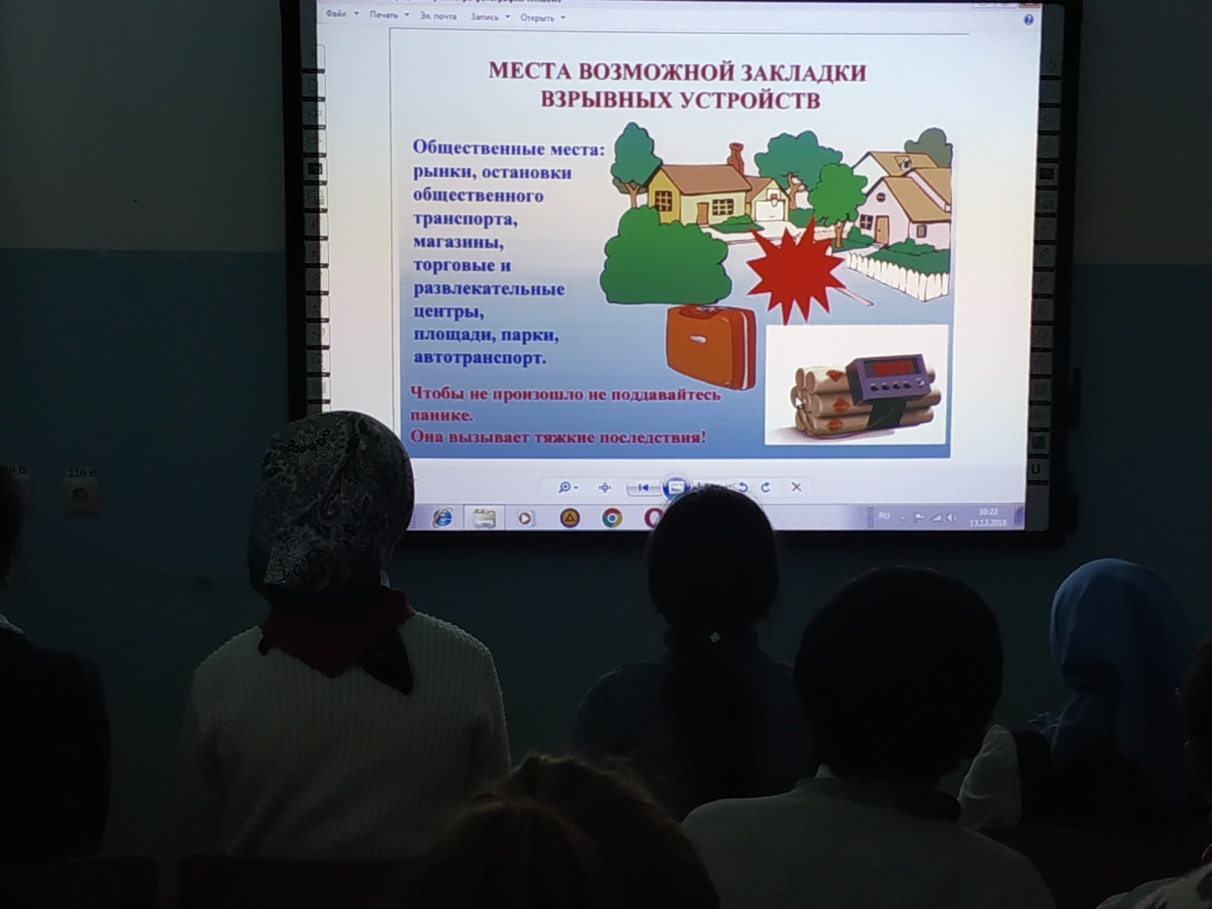 Файл Печать Эл. почта Запись Открыть
МЕСТА ВОЗМОЖНОЙ ЗАКЛАДКИ
ВЗРЫВНЫХ УСТРОЙСТВ
Общественные места:
рынки, остановки
общественного
транспорта,
магазины,
торговые и
развлекательные
центры,
площади, парки,
автотранспорт.
Чтобы не произошло не поддавайтесь
панике.
Она вызывает тяжкие последствия!
220 В
U
RU
10:22
13.12.2018